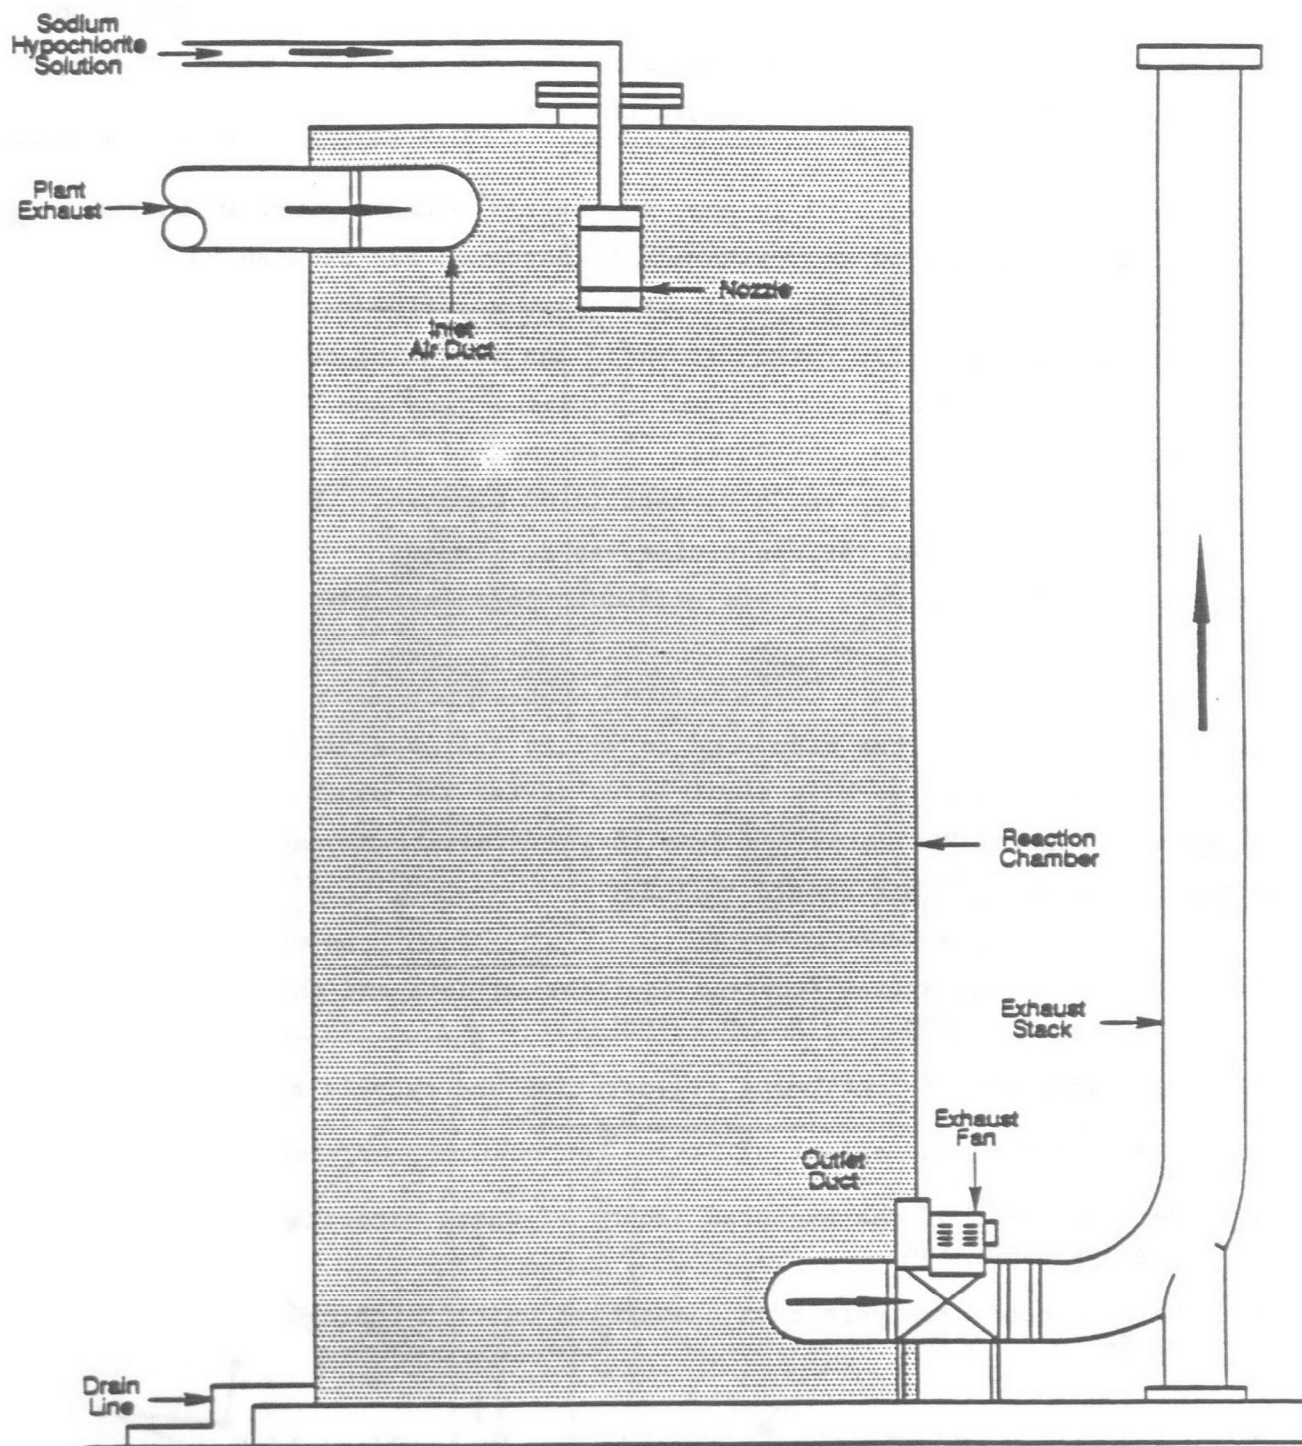 Sodium
Hypochlorite
Solution
Plant
Exhaust
Nozzle
Inlet
Air Duct
Reaction
Chamber
Exhaust
Stack
Exhaust
Fan
Outlet
Duct
Drain
Line